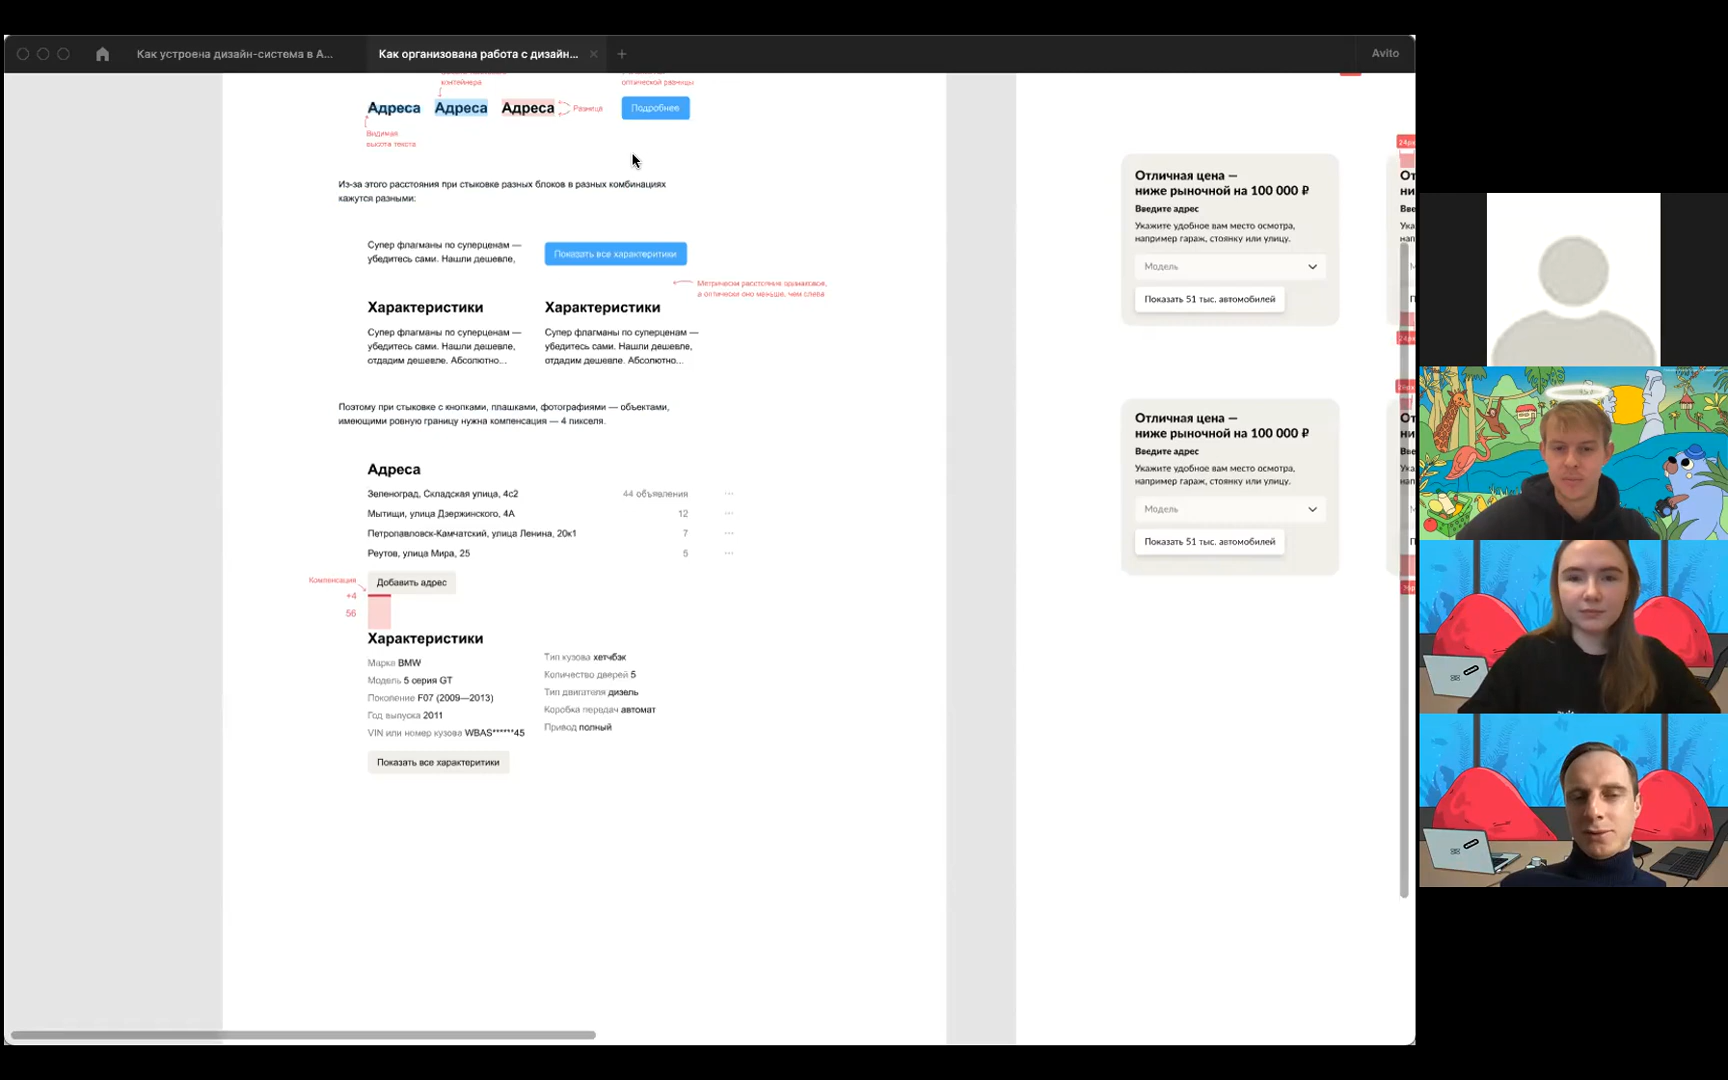 Как устроена дизайн-система в А...
Как организована работа с дизайн...
Avito
контейнера
оптической разницы
Адреса
Адреса
Адреса
Разница
Подробнее
Видимая
высота текста
Из-за этого расстояния при стыковке разных блоков в разных комбинациях
кажутся разными:
Супер флагманы по суперценам —
убедитесь сами. Нашли дешевле,
Показать все характеритики
Метрически расстояние одинаковое,
а оптически оно меньше, чем слева
Характеристики
Супер флагманы по суперценам —
убедитесь сами. Нашли дешевле,
отдадим дешевле. Абсолютно...
Характеристики
Супер флагманы по суперценам —
убедитесь сами. Нашли дешевле,
отдадим дешевле. Абсолютно...
Поэтому при стыковке с кнопками, плашками, фотографиями — объектами,
имеющими ровную границу нужна компенсация — 4 пикселя.
Адреса
Зеленоград, Складская улица, 4с2 44 объявления ...
Мытищи, улица Дзержинского, 4А 12 ...
Петропавловск-Камчатский, улица Ленина, 20к1 7 ...
Реутов, улица Мира, 25 5 ...
Компенсация
+4
56
Добавить адрес
Характеристики
Марка BMW
Модель 5 серия GT
Поколение F07 (2009—2013)
Год выпуска 2011
VIN или номер кузова WBAS******45
Тип кузова хетчбэк
Количество дверей 5
Тип двигателя дизель
Коробка передач автомат
Привод полный
Показать все характеритики
Отличная цена —
ниже рыночной на 100 000 ₽
Введите адрес
Укажите удобное вам место осмотра,
например гараж, стоянку или улицу.
Модель
Показать 51 тыс. автомобилей
24px
От
Отличная цена —
ниже рыночной на 100 000 ₽
Введите адрес
Укажите удобное вам место осмотра,
например гараж, стоянку или улицу.
Модель
Показать 51 тыс. автомобилей
От